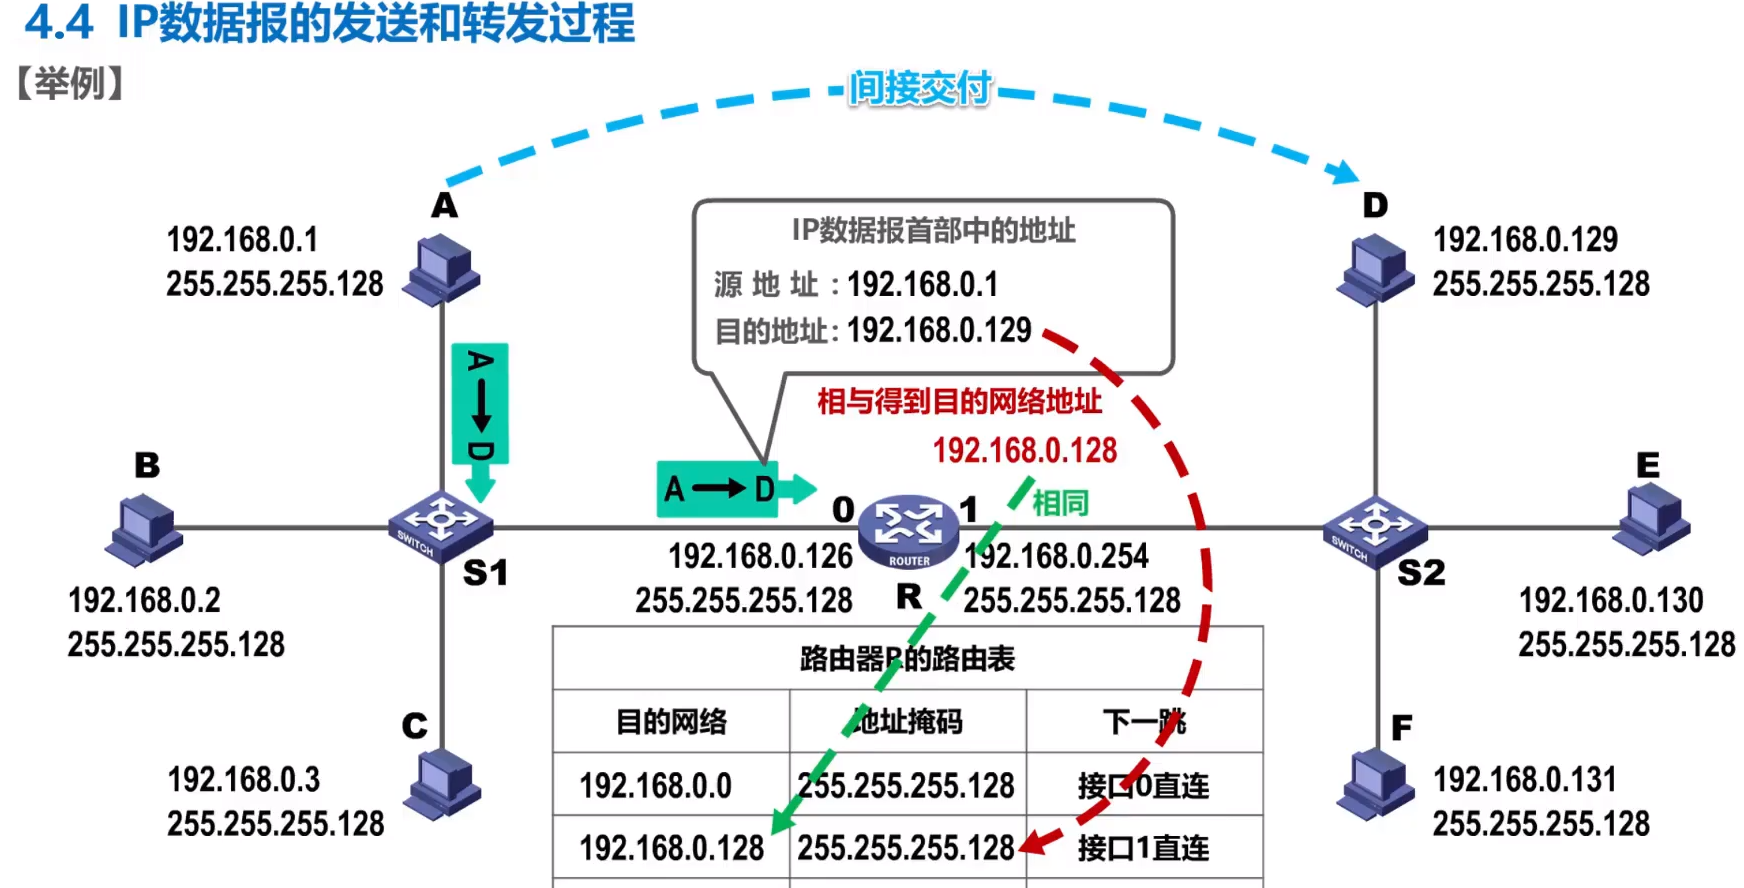 4.4 IP数据报的发送和转发过程
【举例】
间接交付
A
D
192.168.0.1
255.255.255.128
192.168.0.129
255.255.255.128
IP数据报首部中的地址
源地址：192.168.0.1
目的地址：192.168.0.129
A
D
相与得到目的网络地址
192.168.0.128
相同
B
E
A D
0
1
SWITCH
S1
ROUTER
R
SWITCH
S2
192.168.0.126
255.255.255.128
192.168.0.254
255.255.255.128
192.168.0.2
255.255.255.128
192.168.0.130
255.255.255.128
路由器R的路由表
目的网络 地址掩码 下一跳
192.168.0.0 255.255.255.128 接口0直连
192.168.0.128 255.255.255.128 接口1直连
C
192.168.0.3
255.255.255.128
F
192.168.0.131
255.255.255.128